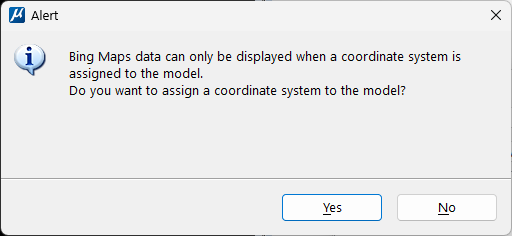 Alert
Bing Maps data can only be displayed when a coordinate system is
assigned to the model.
Do you want to assign a coordinate system to the model?
Yes
No